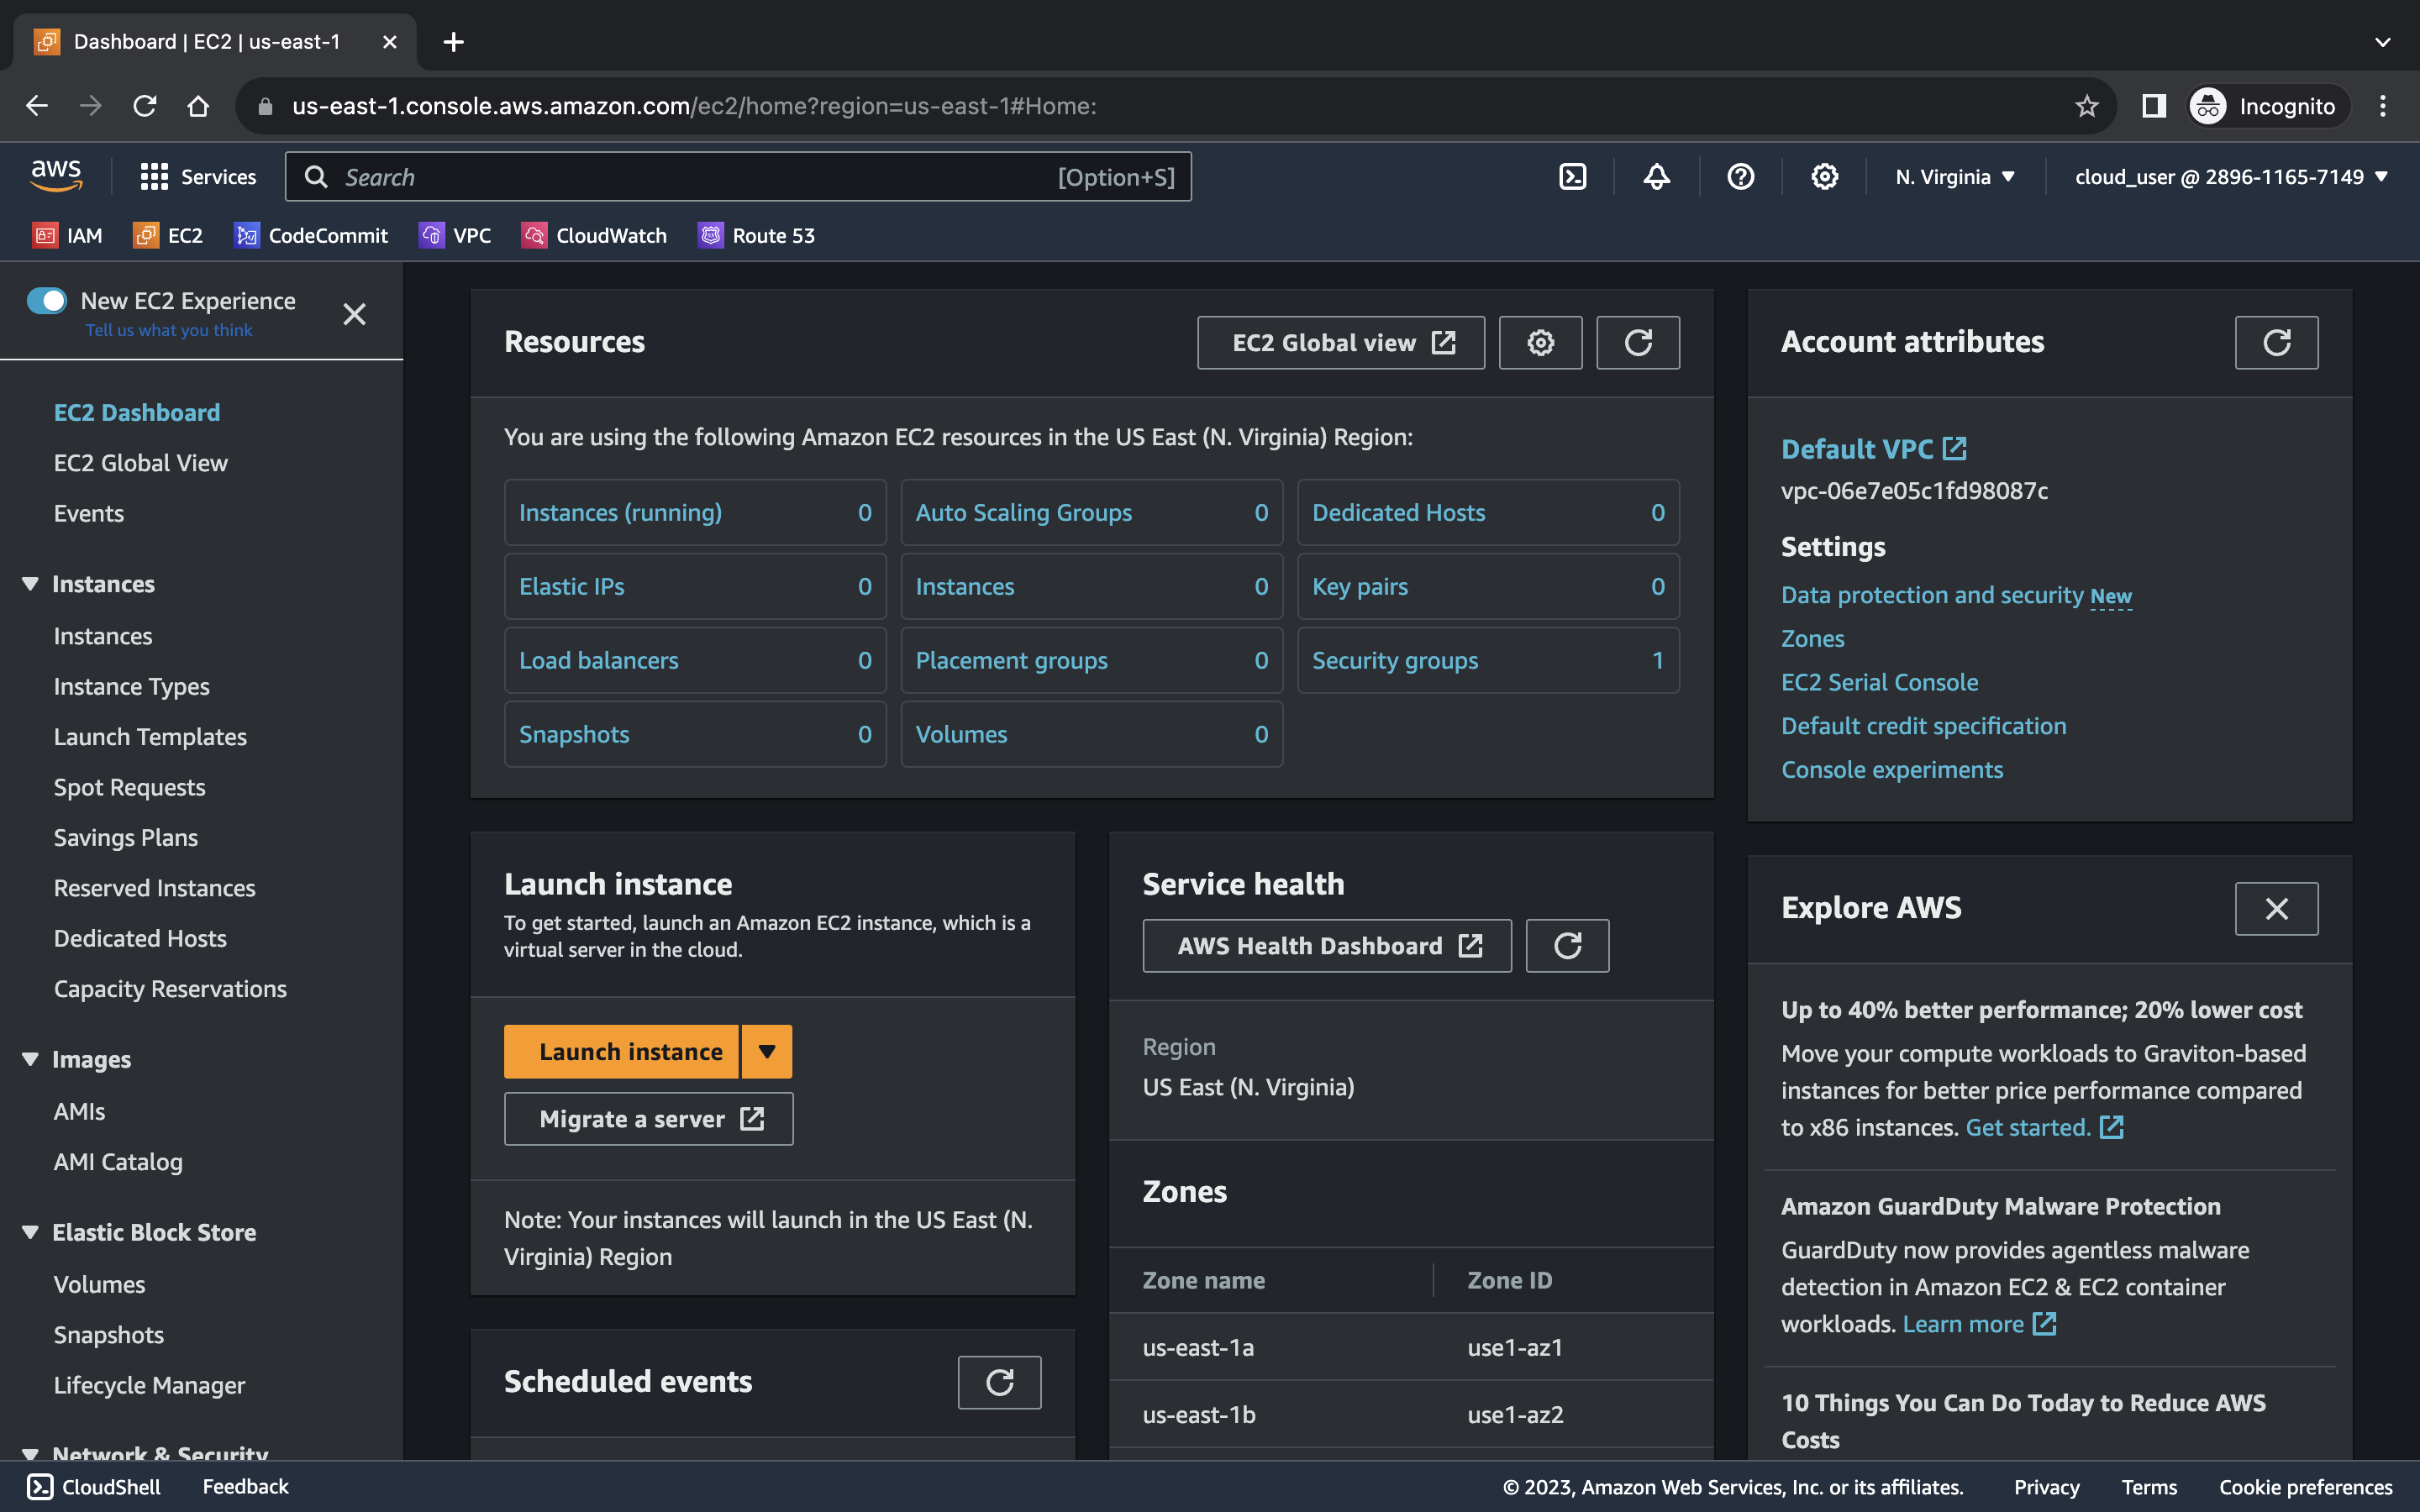 Dashboard | EC2 | us-east-1
us-east-1.console.aws.amazon.com/ec2/home?region=us-east-1#Home:
Incognito
aws
Services
Search
[Option+S]
N. Virginia
cloud_user @ 2896-1165-7149
IAM
EC2
CodeCommit
VPC
CloudWatch
Route 53
New EC2 Experience
Tell us what you think
EC2 Dashboard
EC2 Global View
Events
Instances
Instances
Instance Types
Launch Templates
Spot Requests
Savings Plans
Reserved Instances
Dedicated Hosts
Capacity Reservations
Images
AMIs
AMI Catalog
Elastic Block Store
Volumes
Snapshots
Lifecycle Manager
Network & Security
Resources
EC2 Global view
You are using the following Amazon EC2 resources in the US East (N. Virginia) Region:
Instances (running) 0
Auto Scaling Groups 0
Dedicated Hosts 0
Elastic IPs 0
Instances 0
Key pairs 0
Load balancers 0
Placement groups 0
Security groups 1
Snapshots 0
Volumes 0
Launch instance
To get started, launch an Amazon EC2 instance, which is a
virtual server in the cloud.
Launch instance
Migrate a server
Note: Your instances will launch in the US East (N.
Virginia) Region
Scheduled events
Service health
AWS Health Dashboard
Region
US East (N. Virginia)
Zones
Zone name Zone ID
us-east-1a use1-az1
us-east-1b use1-az2
Account attributes
Default VPC
vpc-06e7e05c1fd98087c
Settings
Data protection and security New
Zones
EC2 Serial Console
Default credit specification
Console experiments
Explore AWS
Up to 40% better performance; 20% lower cost
Move your compute workloads to Graviton-based
instances for better price performance compared
to x86 instances. Get started.
Amazon GuardDuty Malware Protection
GuardDuty now provides agentless malware
detection in Amazon EC2 & EC2 container
workloads. Learn more
10 Things You Can Do Today to Reduce AWS
Costs
CloudShell
Feedback
© 2023, Amazon Web Services, Inc. or its affiliates.
Privacy
Terms
Cookie preferences